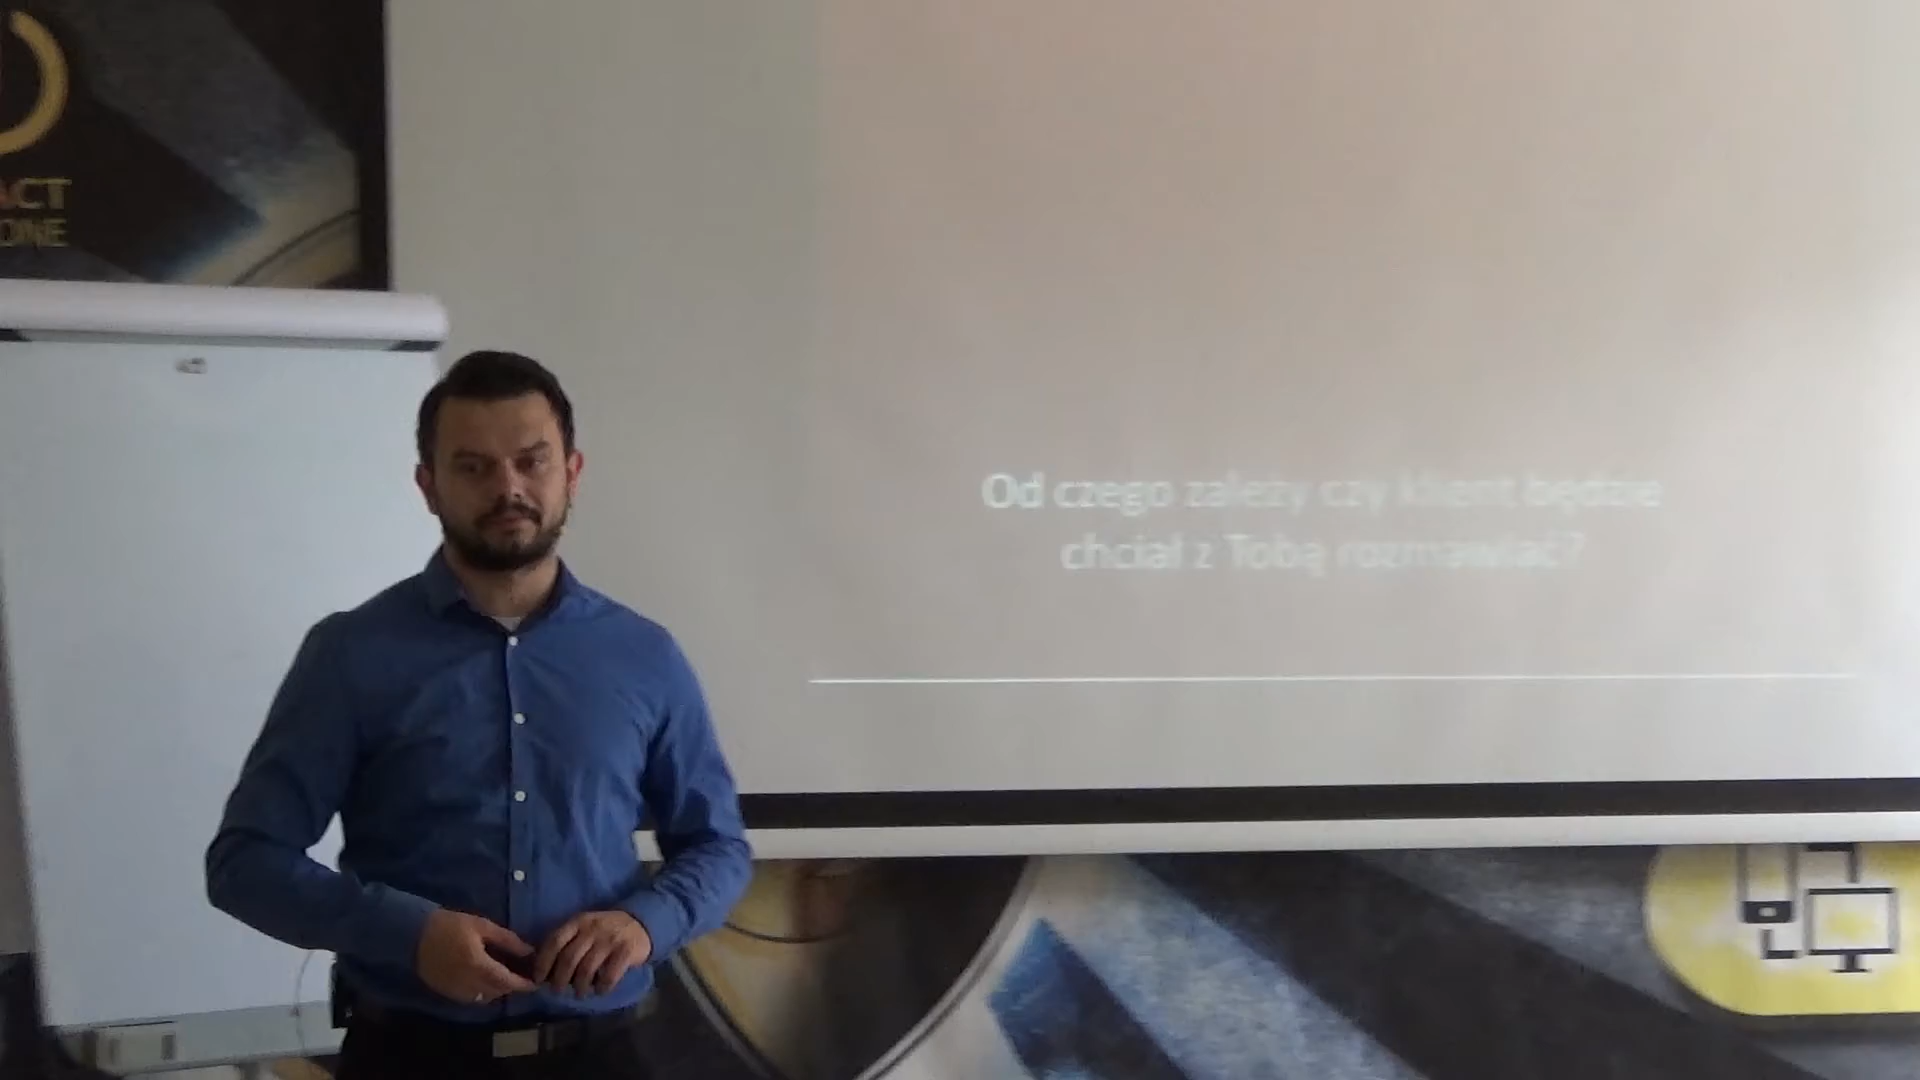 ACT
ONE
Od czego zależy czy klient będzie
chciał z Tobą rozmawiać?